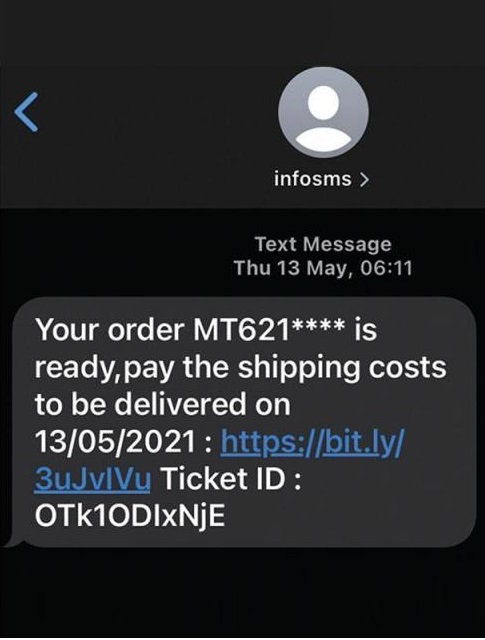 infosms >
Text Message
Thu 13 May, 06:11
Your order MT621**** is
ready,pay the shipping costs
to be delivered on
13/05/2021 : https://bit.ly/
3uJvIVu Ticket ID :
OTk1ODIxNjE